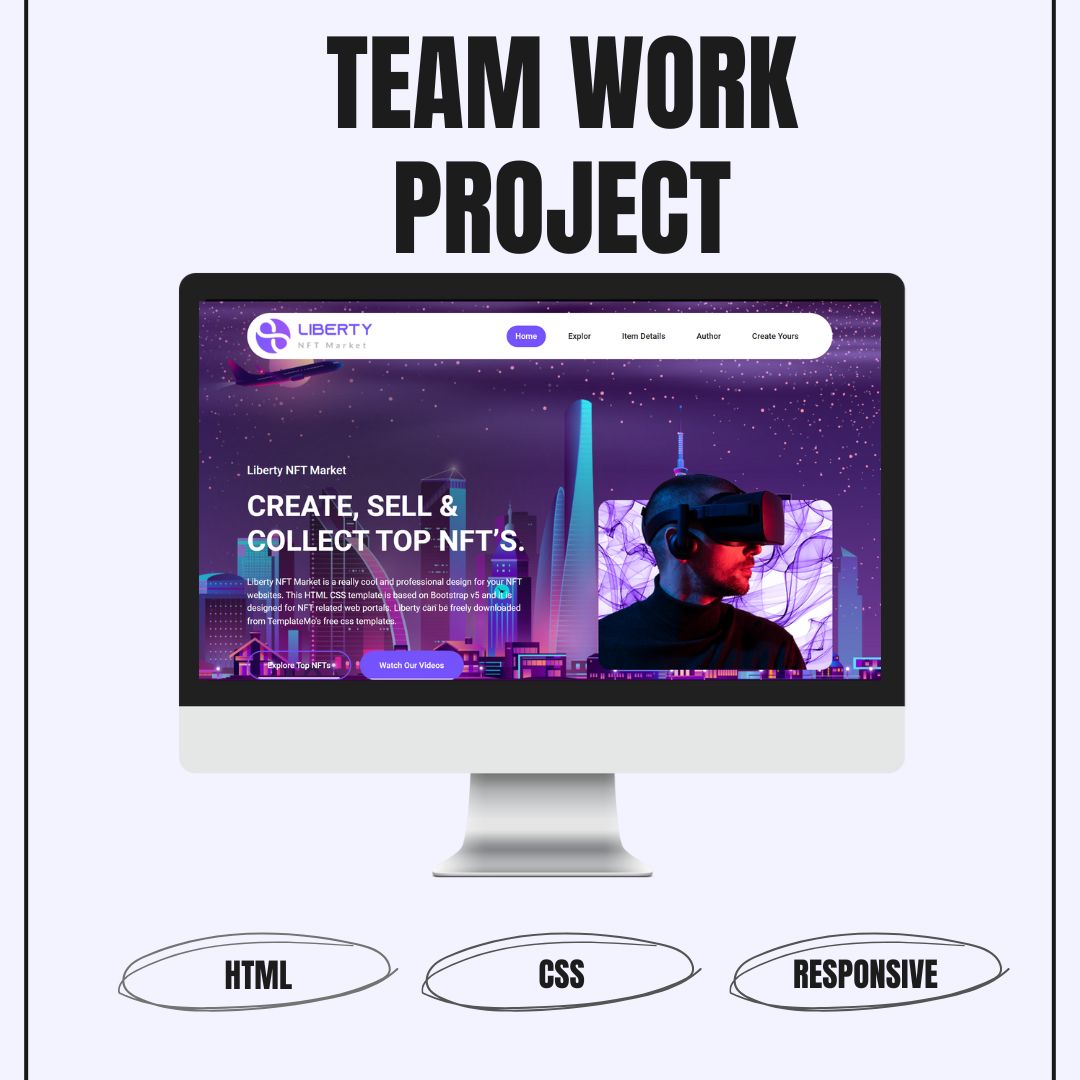 TEAM WORK
PROJECT
LIBERTY
NFT Market
Home Explor Item Details Author Create Yours
Liberty NFT Market
CREATE, SELL &
COLLECT TOP NFT'S.
Liberty NFT Market is a really cool and professional design for your NFT
websites. This HTML CSS template is based on Bootstrap v5 and it is
designed for NFT related web portals. Liberty can be freely downloaded
from TemplateMo's free css templates.
Explore Top NFTs Watch Our Videos
HTML CSS RESPONSIVE